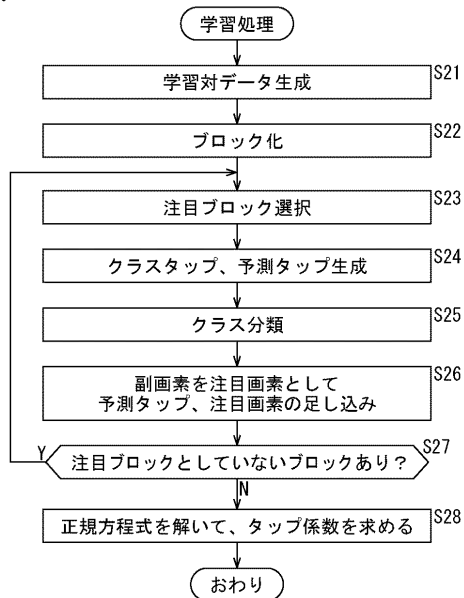 学習処理
学習対データ生成
S21
ブロック化
S22
注目ブロック選択
S23
クラスタップ、予測タップ生成
S24
クラス分類
S25
副画素を注目画素として
予測タップ、注目画素の足し込み
S26
注目ブロックとしていないブロックあり？
S27
Y
N
正規方程式を解いて、タップ係数を求める
S28
おわり